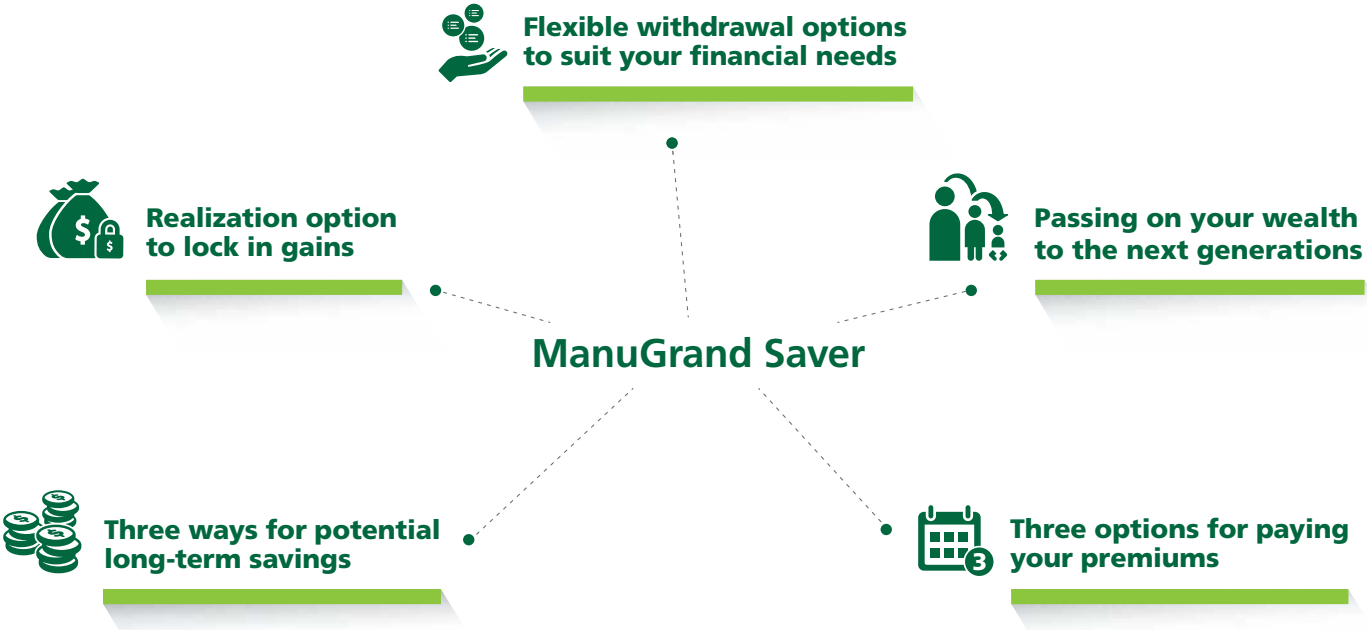 Flexible withdrawal options
to suit your financial needs
Realization option
to lock in gains
$
$
Passing on your wealth
to the next generations
ManuGrand Saver
Three ways for potential
long-term savings
3
Three options for paying
your premiums